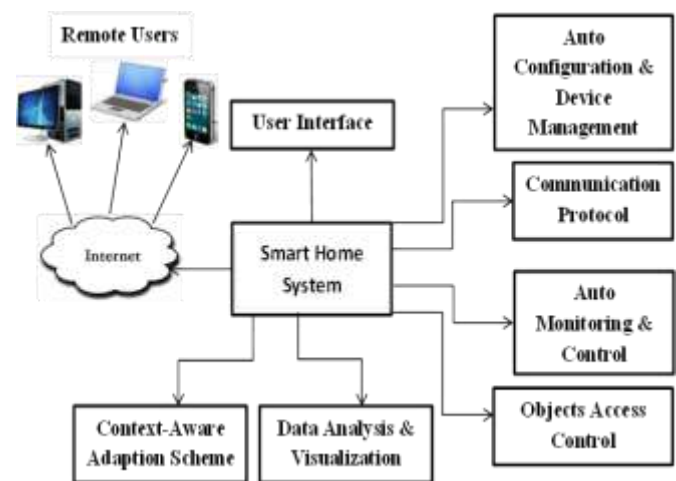 Remote Users
Auto
Configuration &
Device
Management
User Interface
Communication
Protocol
Internet
Smart Home
System
Auto
Monitoring &
Control
Objects Access
Control
Context-Aware
Adaption Scheme
Data Analysis &
Visualization